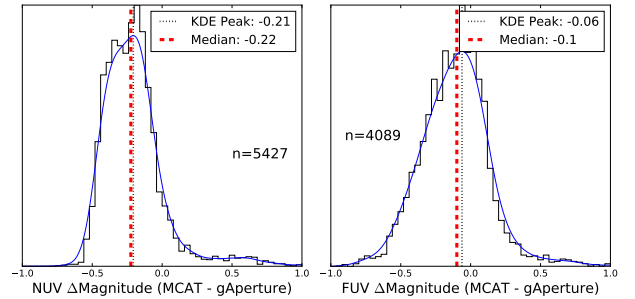 KDE Peak: -0.21
Median: -0.22
n=5427
−1.0 −0.5 0.0 0.5 1.0
NUV ΔMagnitude (MCAT - gAperture)
KDE Peak: -0.06
Median: -0.1
n=4089
−1.0 −0.5 0.0 0.5 1.0
FUV ΔMagnitude (MCAT - gAperture)